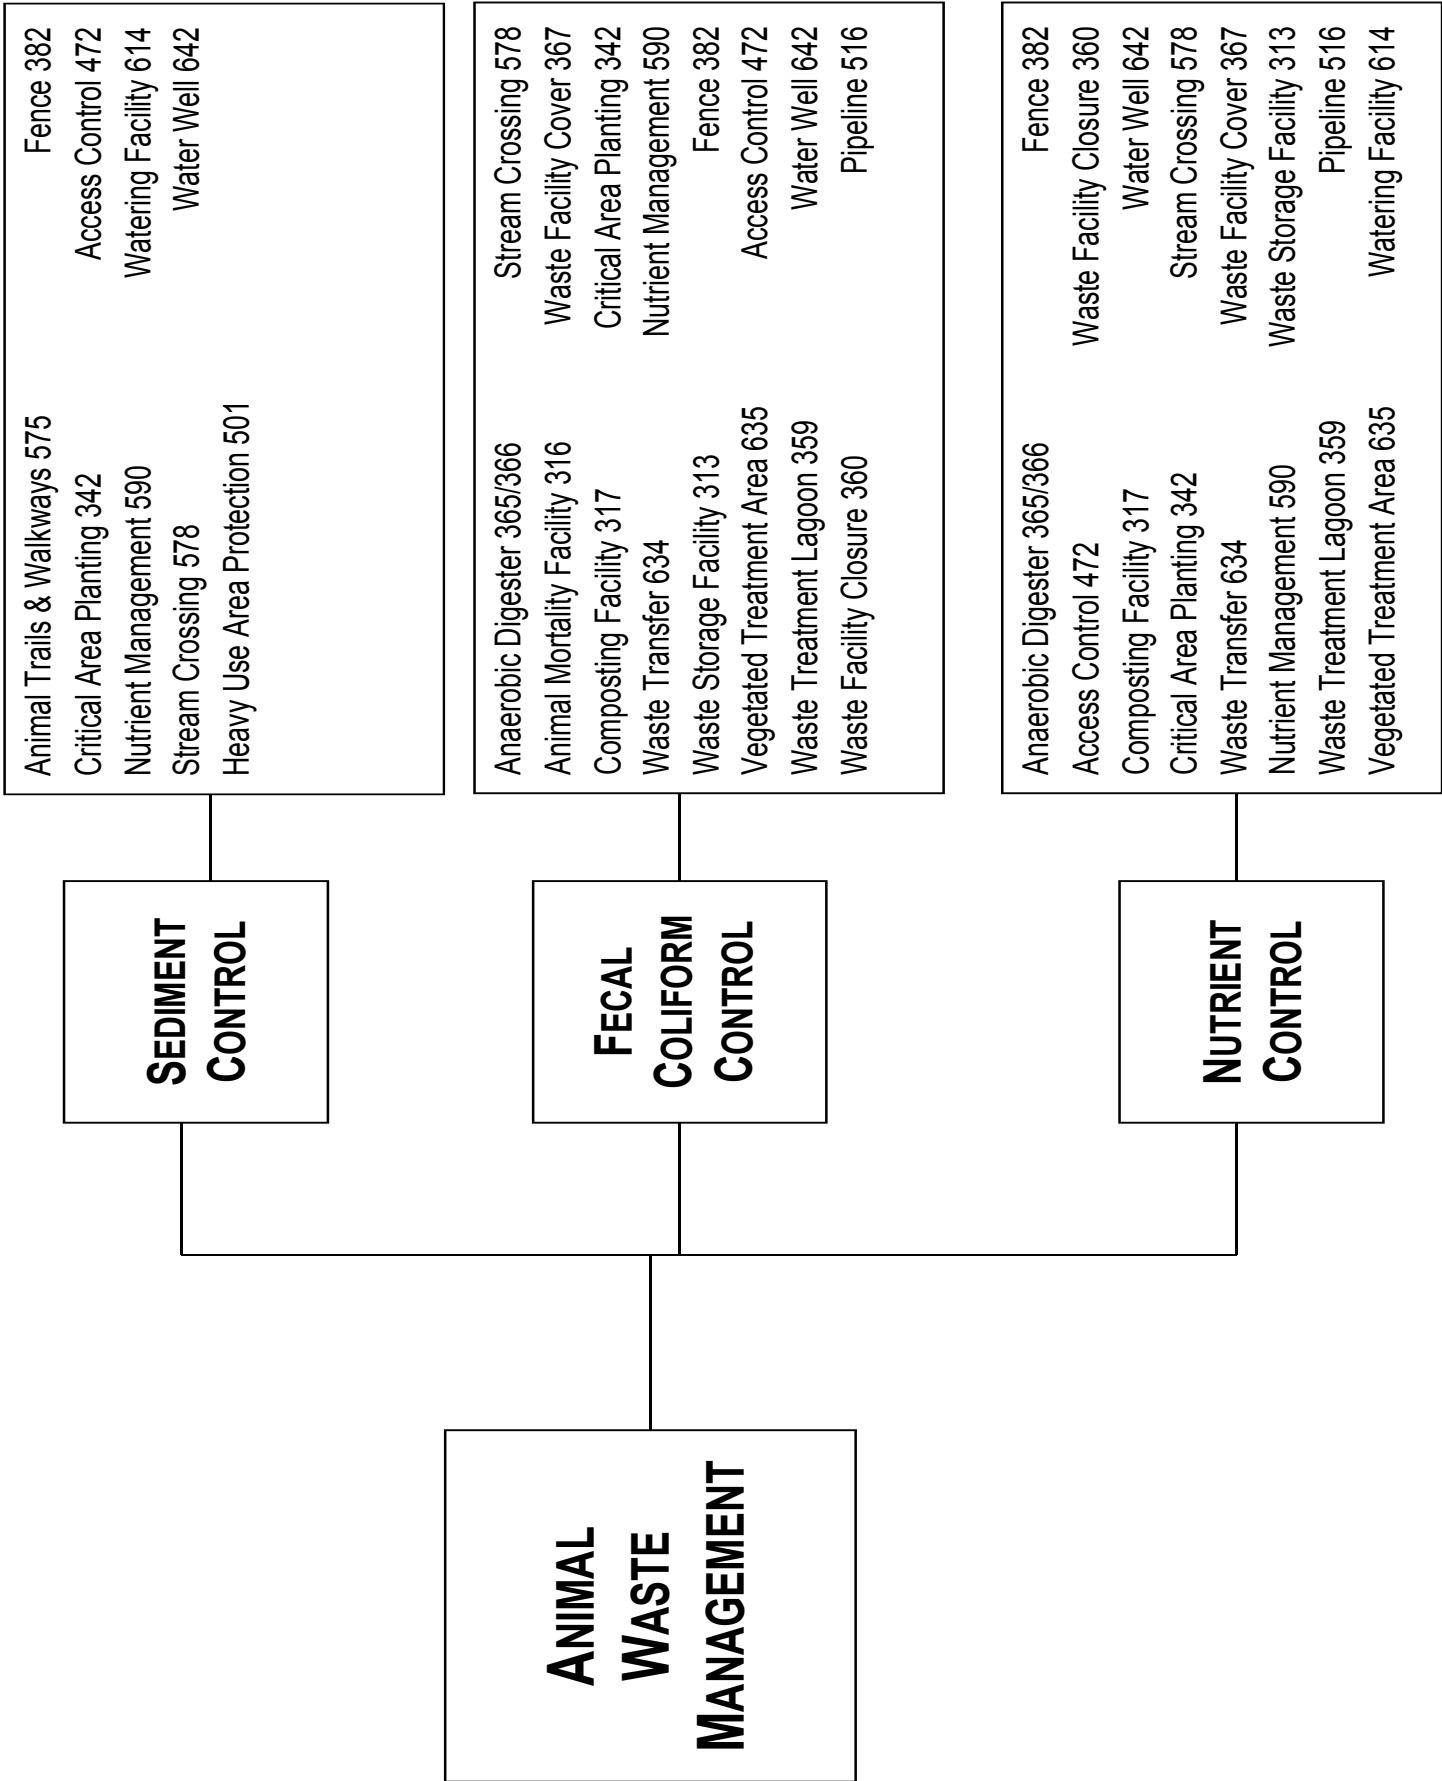 ANIMAL
WASTE
MANAGEMENT
SEDIMENT
CONTROL
Animal Trails & Walkways 575
Fence 382
Critical Area Planting 342
Access Control 472
Nutrient Management 590
Watering Facility 614
Stream Crossing 578
Water Well 642
Heavy Use Area Protection 501
FECAL
COLIFORM
CONTROL
Anaerobic Digester 365/366
Stream Crossing 578
Animal Mortality Facility 316
Waste Facility Cover 367
Composting Facility 317
Critical Area Planting 342
Waste Transfer 634
Nutrient Management 590
Waste Storage Facility 313
Fence 382
Vegetated Treatment Area 635
Access Control 472
Waste Treatment Lagoon 359
Water Well 642
Waste Facility Closure 360
Pipeline 516
NUTRIENT
CONTROL
Anaerobic Digester 365/366
Fence 382
Access Control 472
Waste Facility Closure 360
Composting Facility 317
Water Well 642
Critical Area Planting 342
Stream Crossing 578
Waste Transfer 634
Waste Facility Cover 367
Nutrient Management 590
Waste Storage Facility 313
Waste Treatment Lagoon 359
Pipeline 516
Vegetated Treatment Area 635
Watering Facility 614